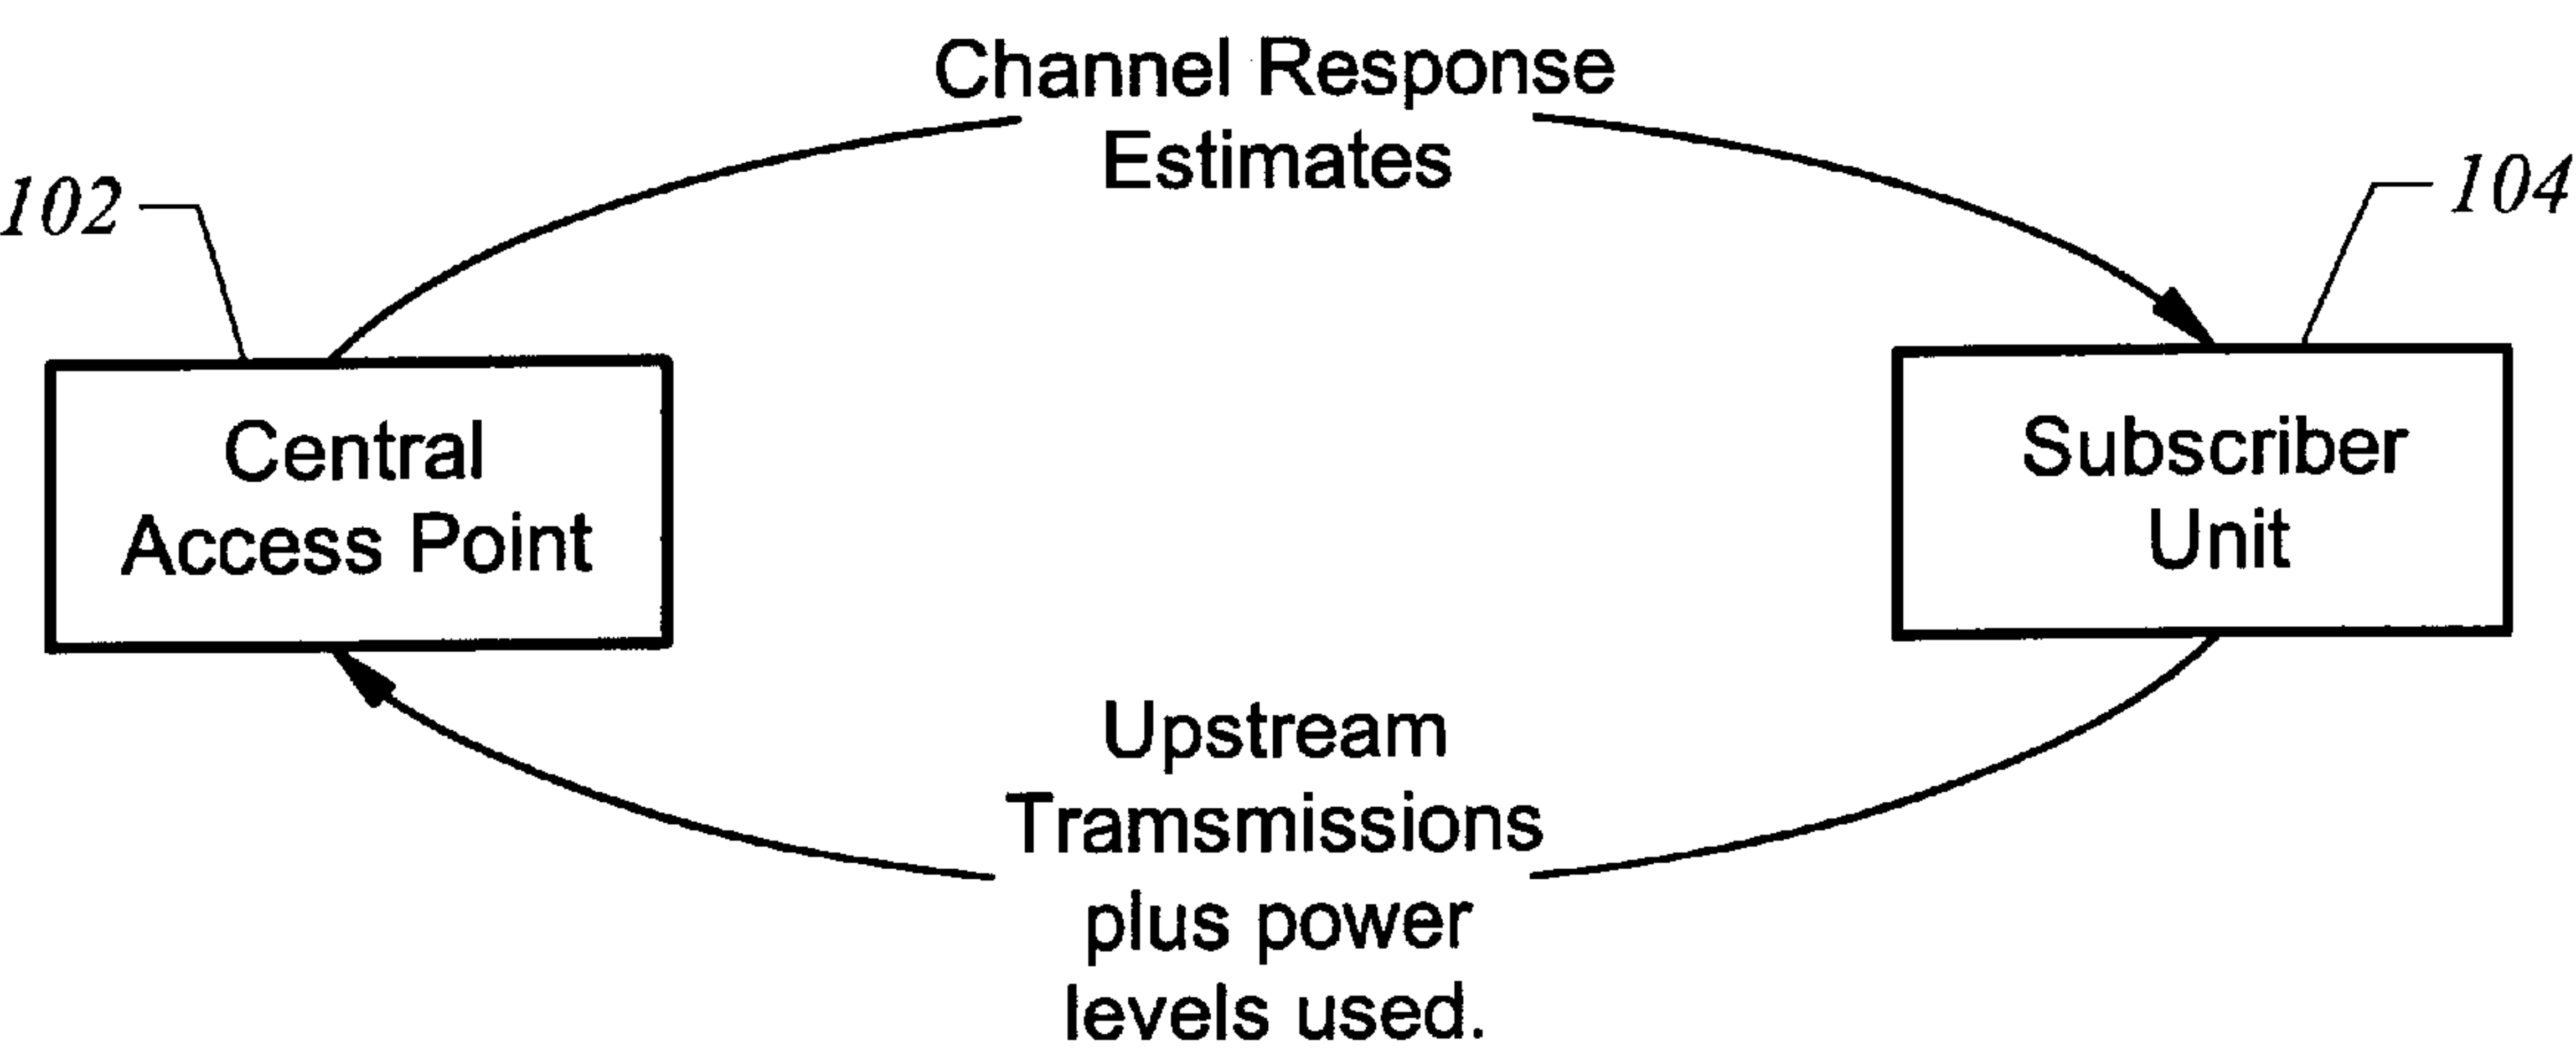 Channel Response
Estimates
102
104
Central
Access Point
Subscriber
Unit
Upstream
Tramsmissions
plus power
levels used.